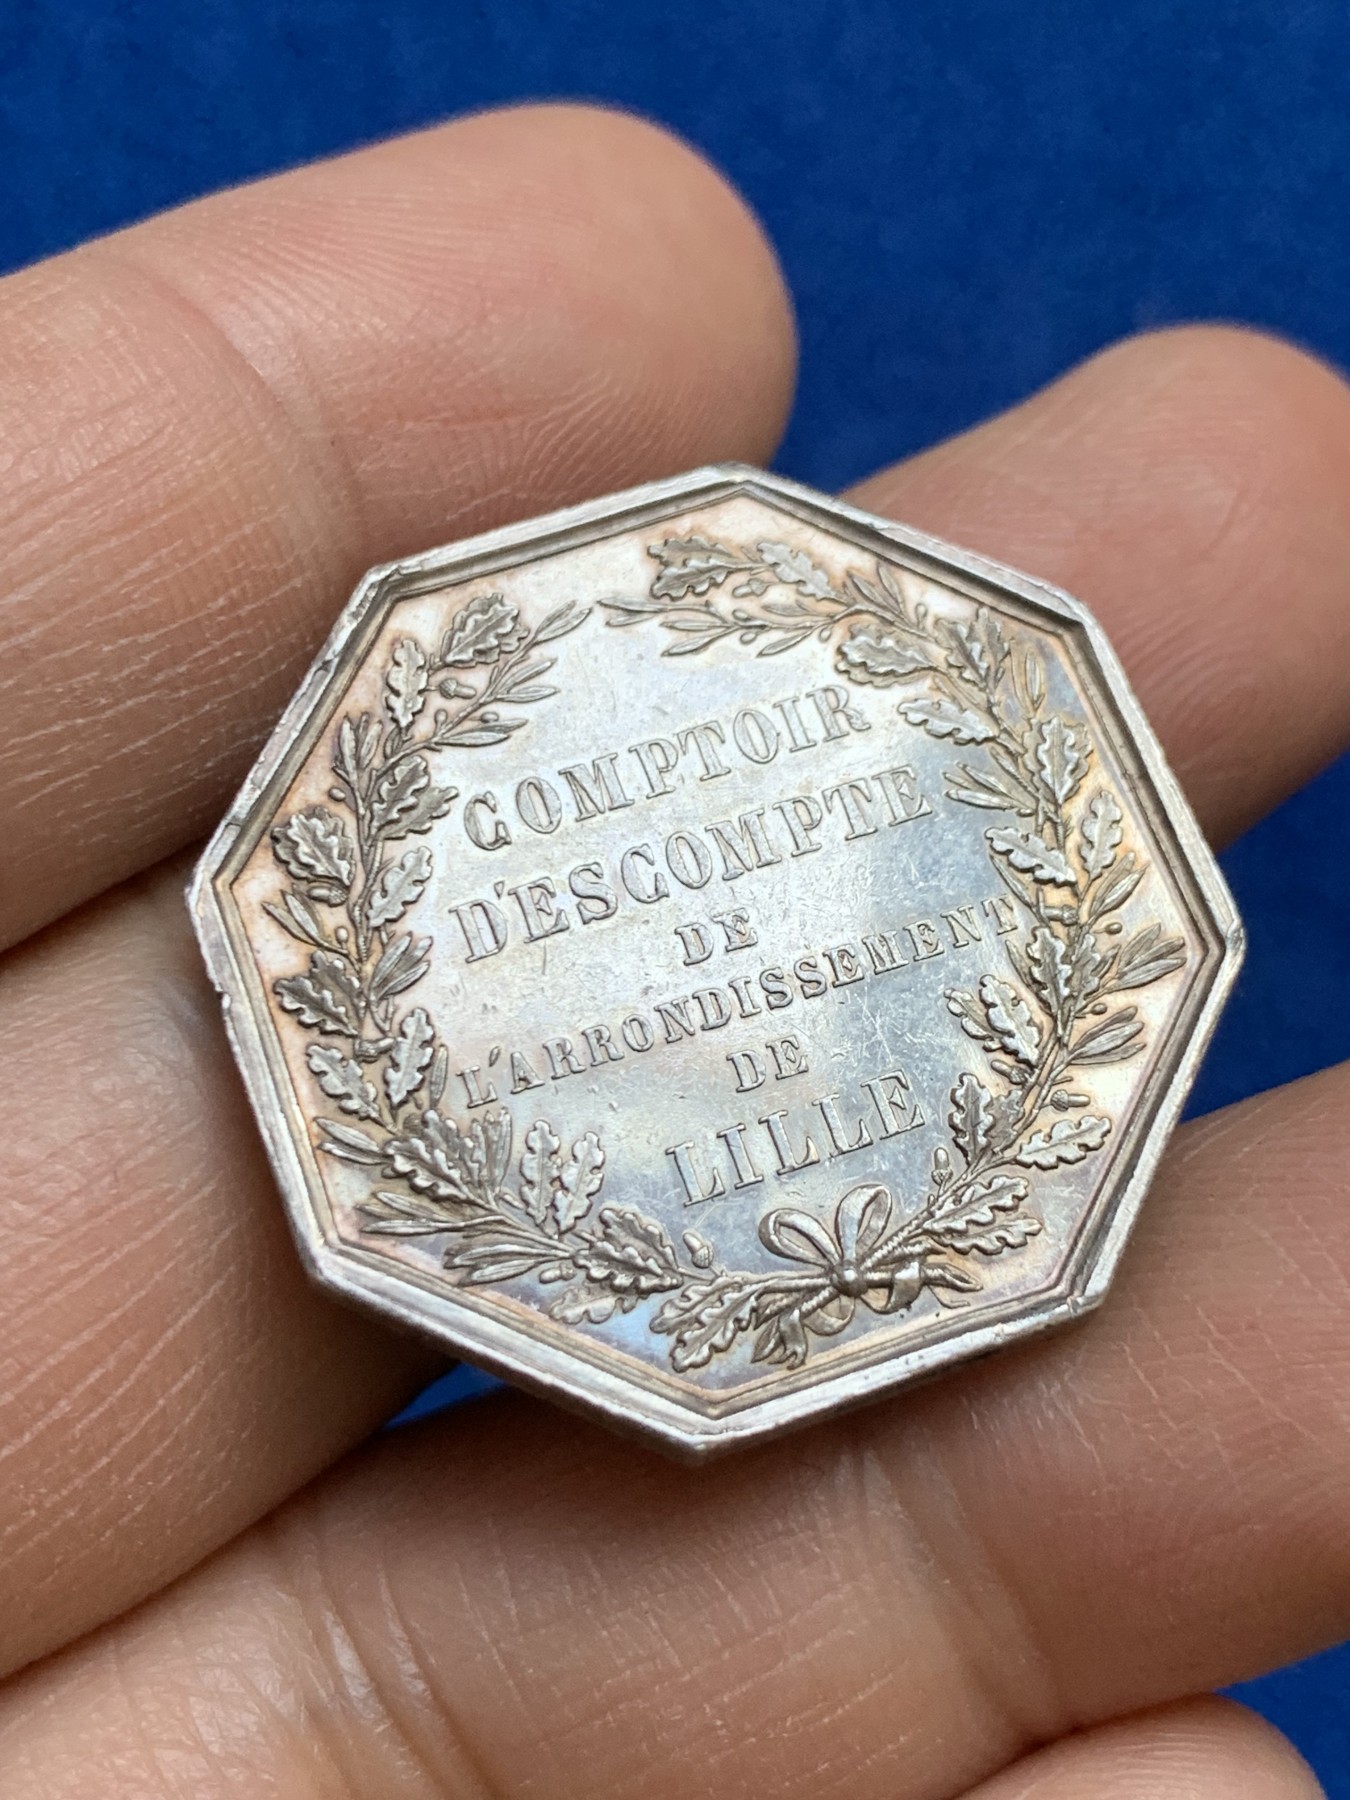 COMPTOIR
D'ESCOMPTE
DE
L'ARRONDISSEMENT
DE
LILLE